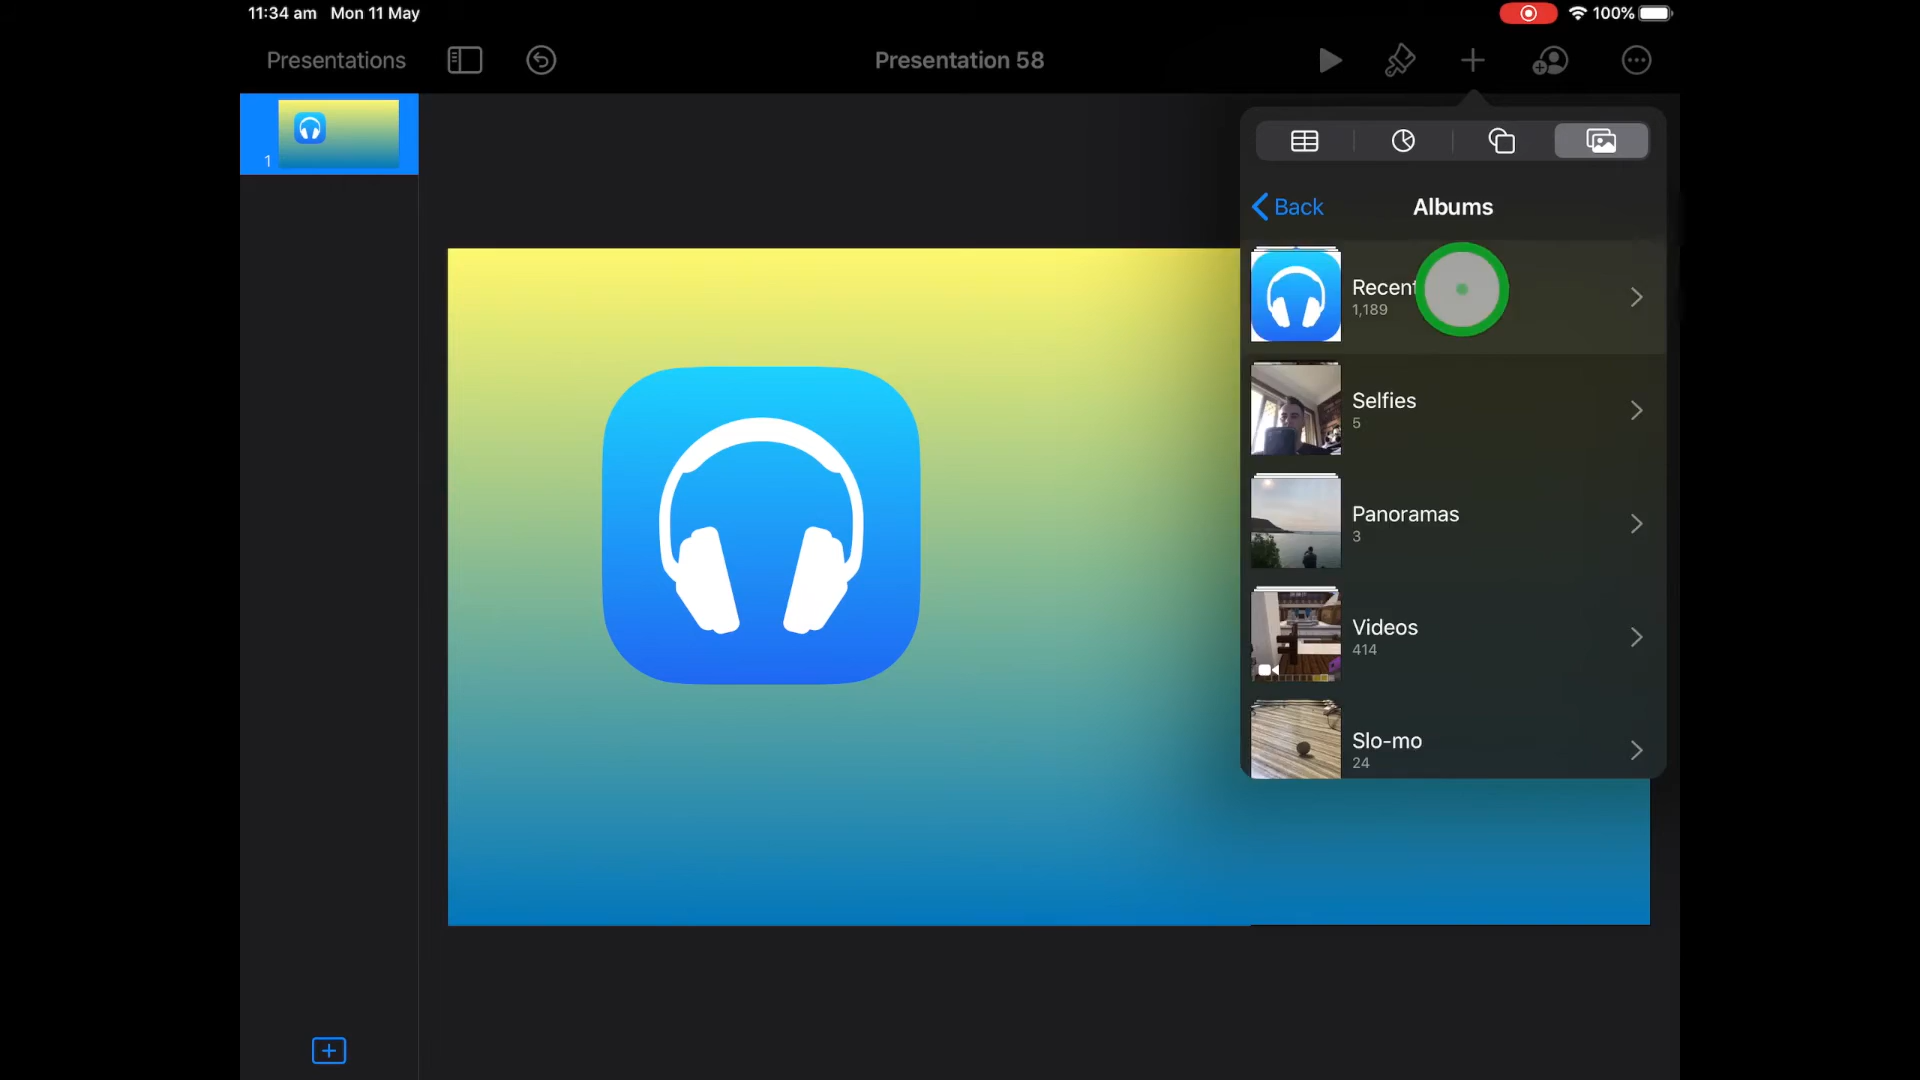 11:34 am Mon 11 May
100%
Presentations
Presentation 58
1
Back
Albums
Recent
1,189
Selfies
5
Panoramas
3
Videos
414
Slo-mo
24